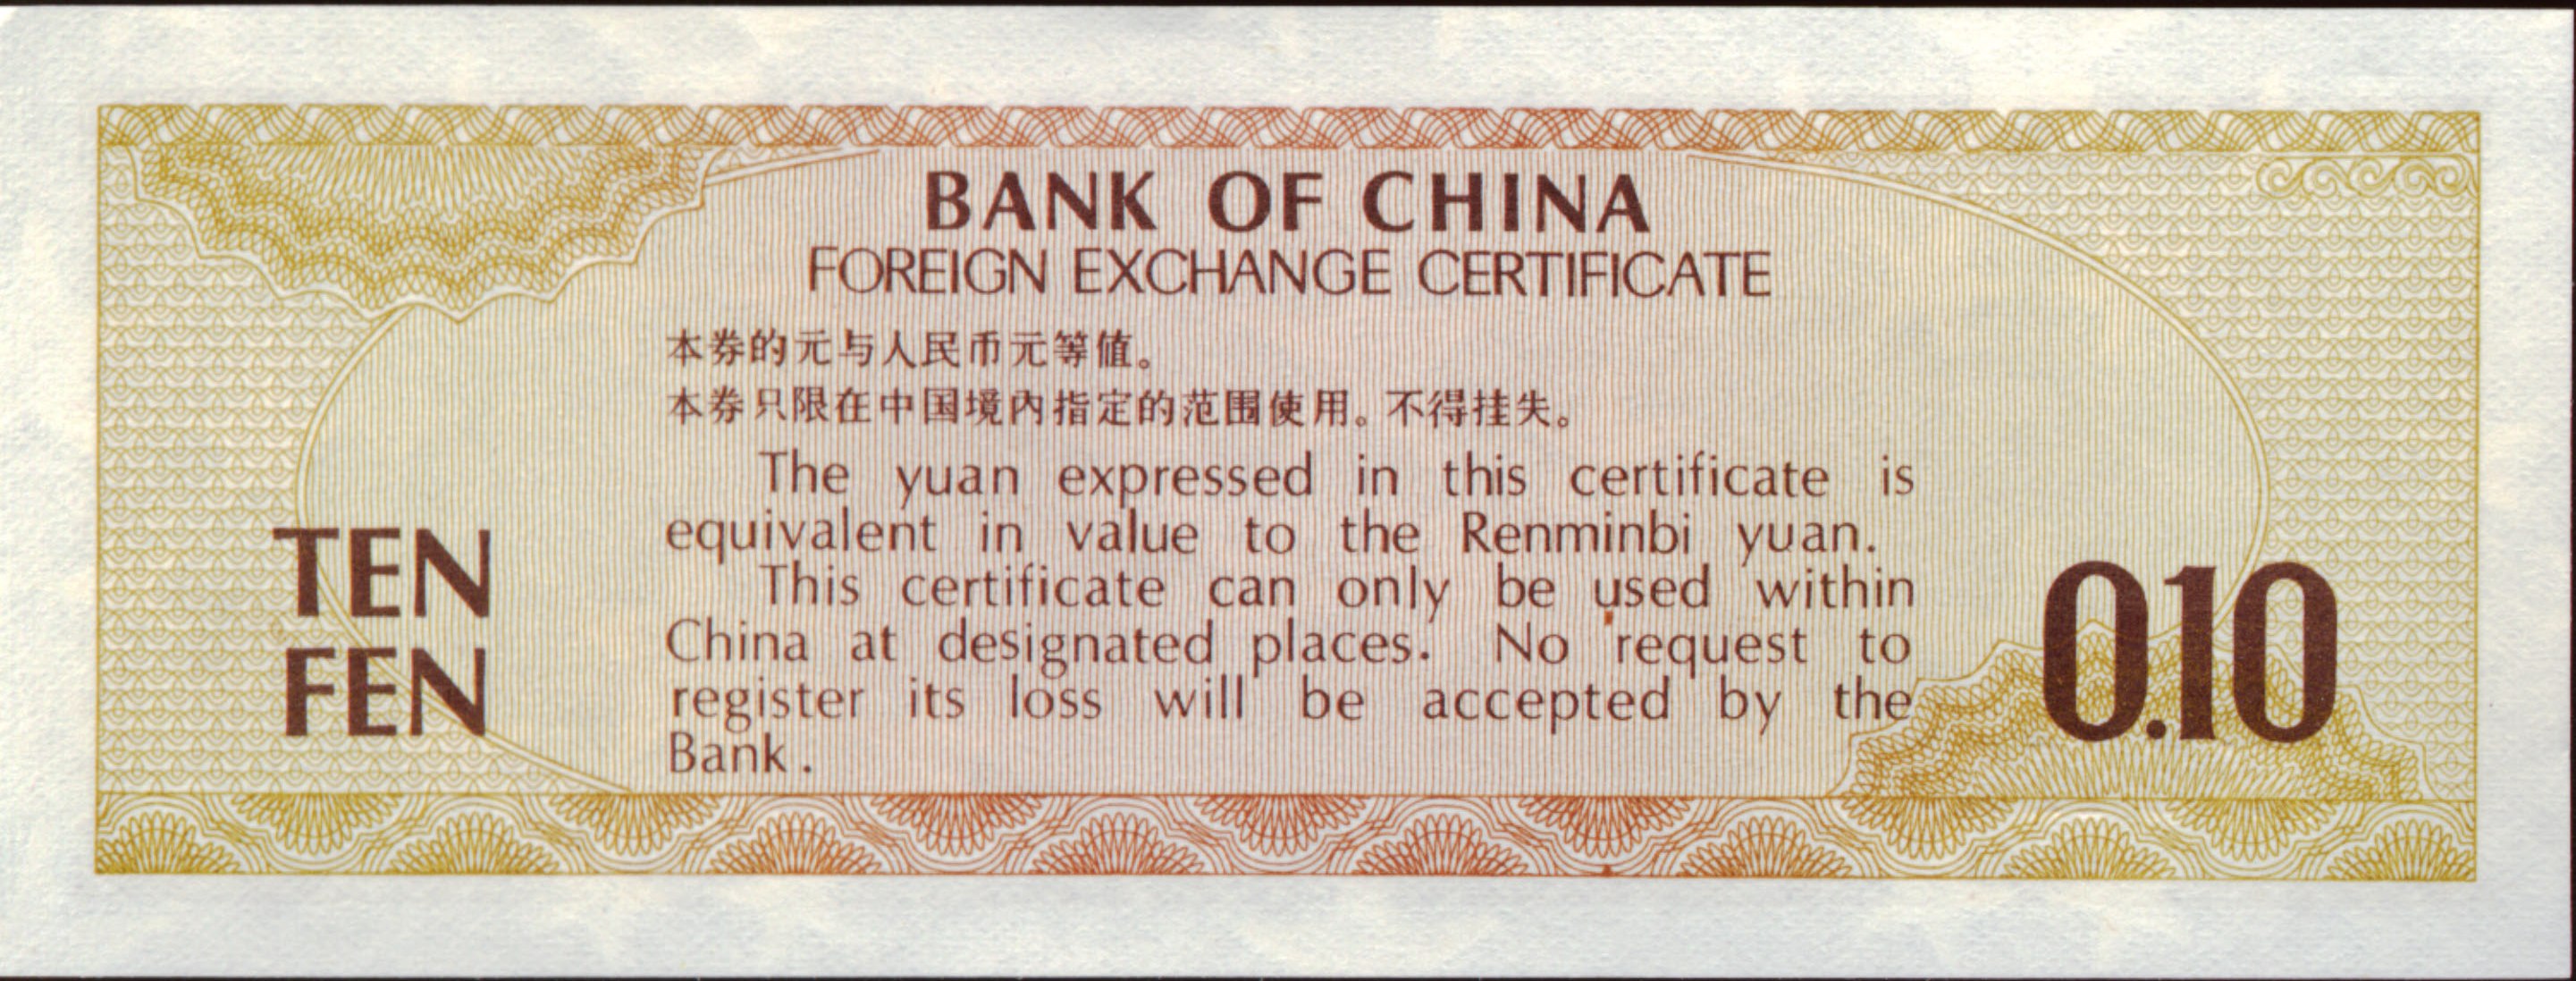 BANK OF CHINA
FOREIGN EXCHANGE CERTIFICATE
本券的元与人民币元等值。
本券只限在中国境内指定的范围使用。不得挂失。
The yuan expressed in this certificate is
equivalent in value to the Renminbi yuan.
This certificate can only be used within
China at designated places. No request to
register its loss will be accepted by the
Bank.
TEN
FEN
0.10